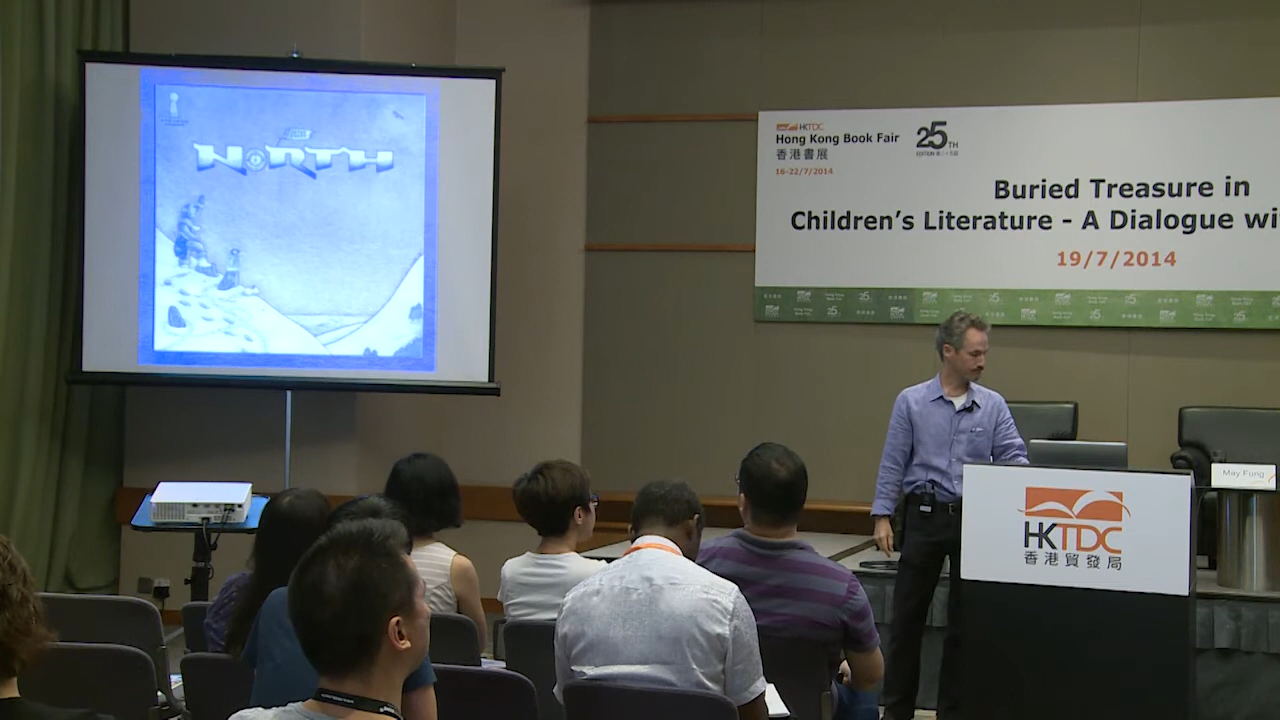 NORTH
HKTDC
Hong Kong Book Fair
香港書展
16-22/7/2014
25TH
EDITION
Buried Treasure in
Children's Literature - A Dialogue wi
19/7/2014
May Fung
HKTDC
香港貿發局